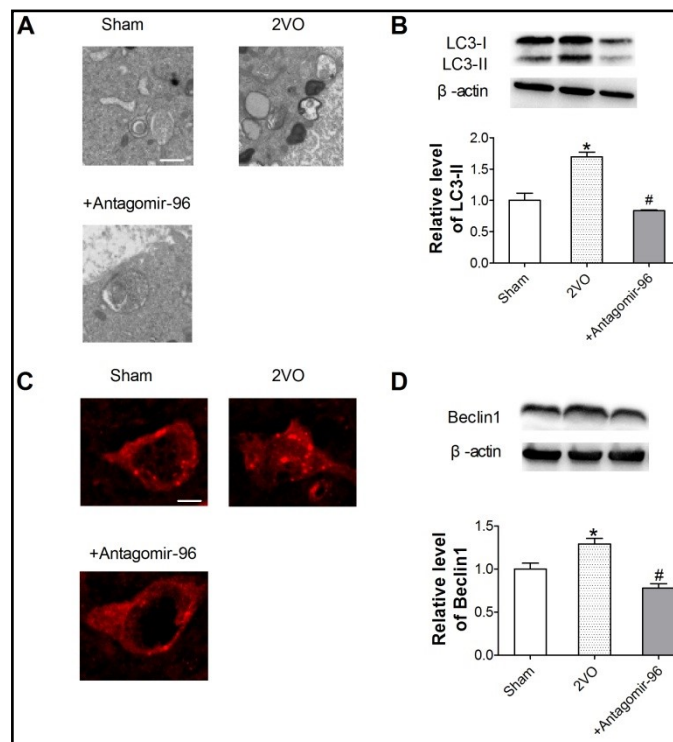 A
Sham
2VO
+Antagomir-96
B
LC3-I
LC3-II
β -actin
Relative level
of LC3-II
2.0
1.5
1.0
0.5
0.0
*
#
Sham
2VO
+Antagomir-96
C
Sham
2VO
+Antagomir-96
D
Beclin1
β -actin
Relative level
of Beclin1
1.5
1.0
0.5
0.0
*
#
Sham
2VO
+Antagomir-96